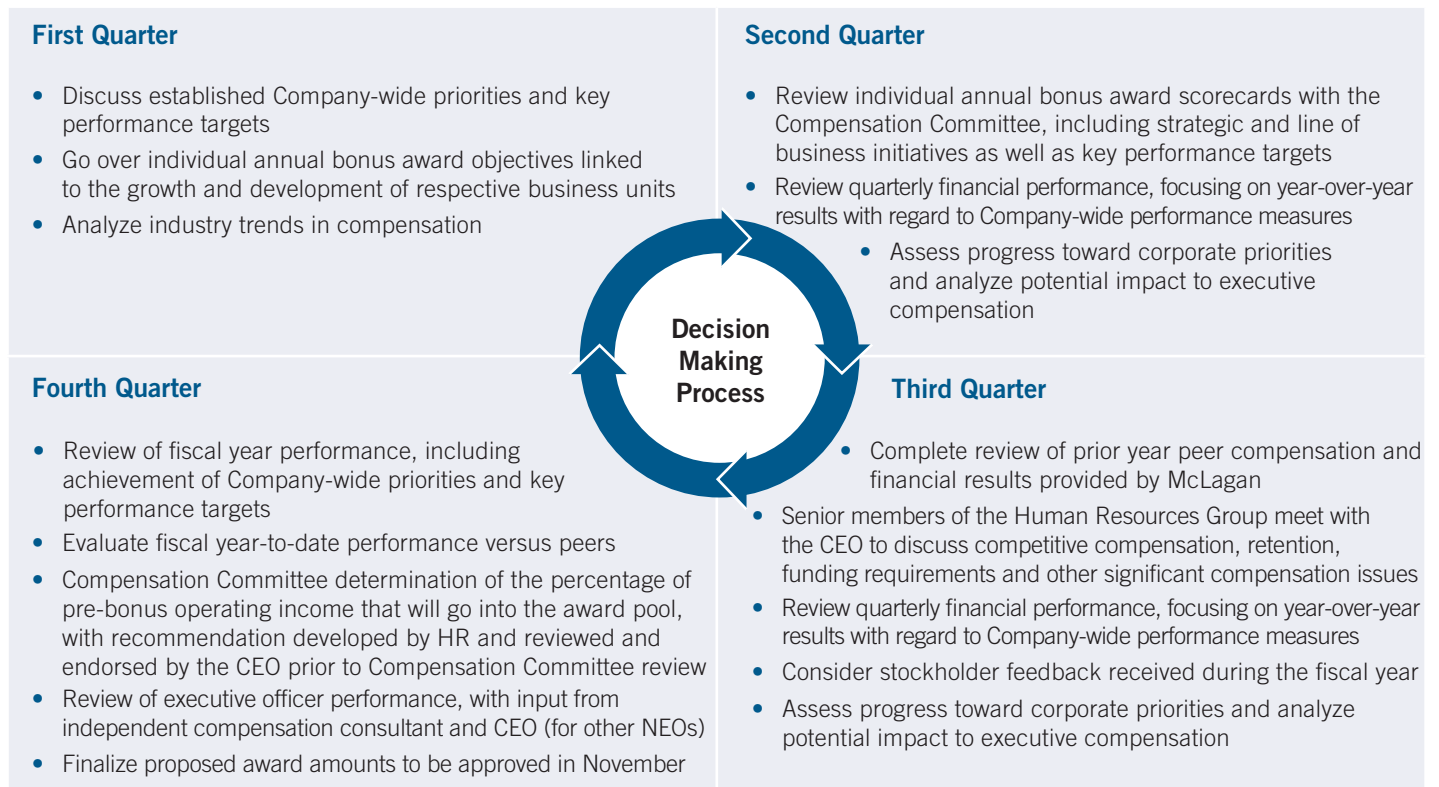 First Quarter
• Discuss established Company-wide priorities and key
performance targets
• Go over individual annual bonus award objectives linked
to the growth and development of respective business units
• Analyze industry trends in compensation
Second Quarter
• Review individual annual bonus award scorecards with the
Compensation Committee, including strategic and line of
business initiatives as well as key performance targets
• Review quarterly financial performance, focusing on year-over-year
results with regard to Company-wide performance measures
• Assess progress toward corporate priorities
and analyze potential impact to executive
compensation
Decision
Making
Process
Third Quarter
• Complete review of prior year peer compensation and
financial results provided by McLagan
• Senior members of the Human Resources Group meet with
the CEO to discuss competitive compensation, retention,
funding requirements and other significant compensation issues
• Review quarterly financial performance, focusing on year-over-year
results with regard to Company-wide performance measures
• Consider stockholder feedback received during the fiscal year
• Assess progress toward corporate priorities and analyze
potential impact to executive compensation
Fourth Quarter
• Review of fiscal year performance, including
achievement of Company-wide priorities and key
performance targets
• Evaluate fiscal year-to-date performance versus peers
• Compensation Committee determination of the percentage of
pre-bonus operating income that will go into the award pool,
with recommendation developed by HR and reviewed and
endorsed by the CEO prior to Compensation Committee review
• Review of executive officer performance, with input from
independent compensation consultant and CEO (for other NEOs)
• Finalize proposed award amounts to be approved in November